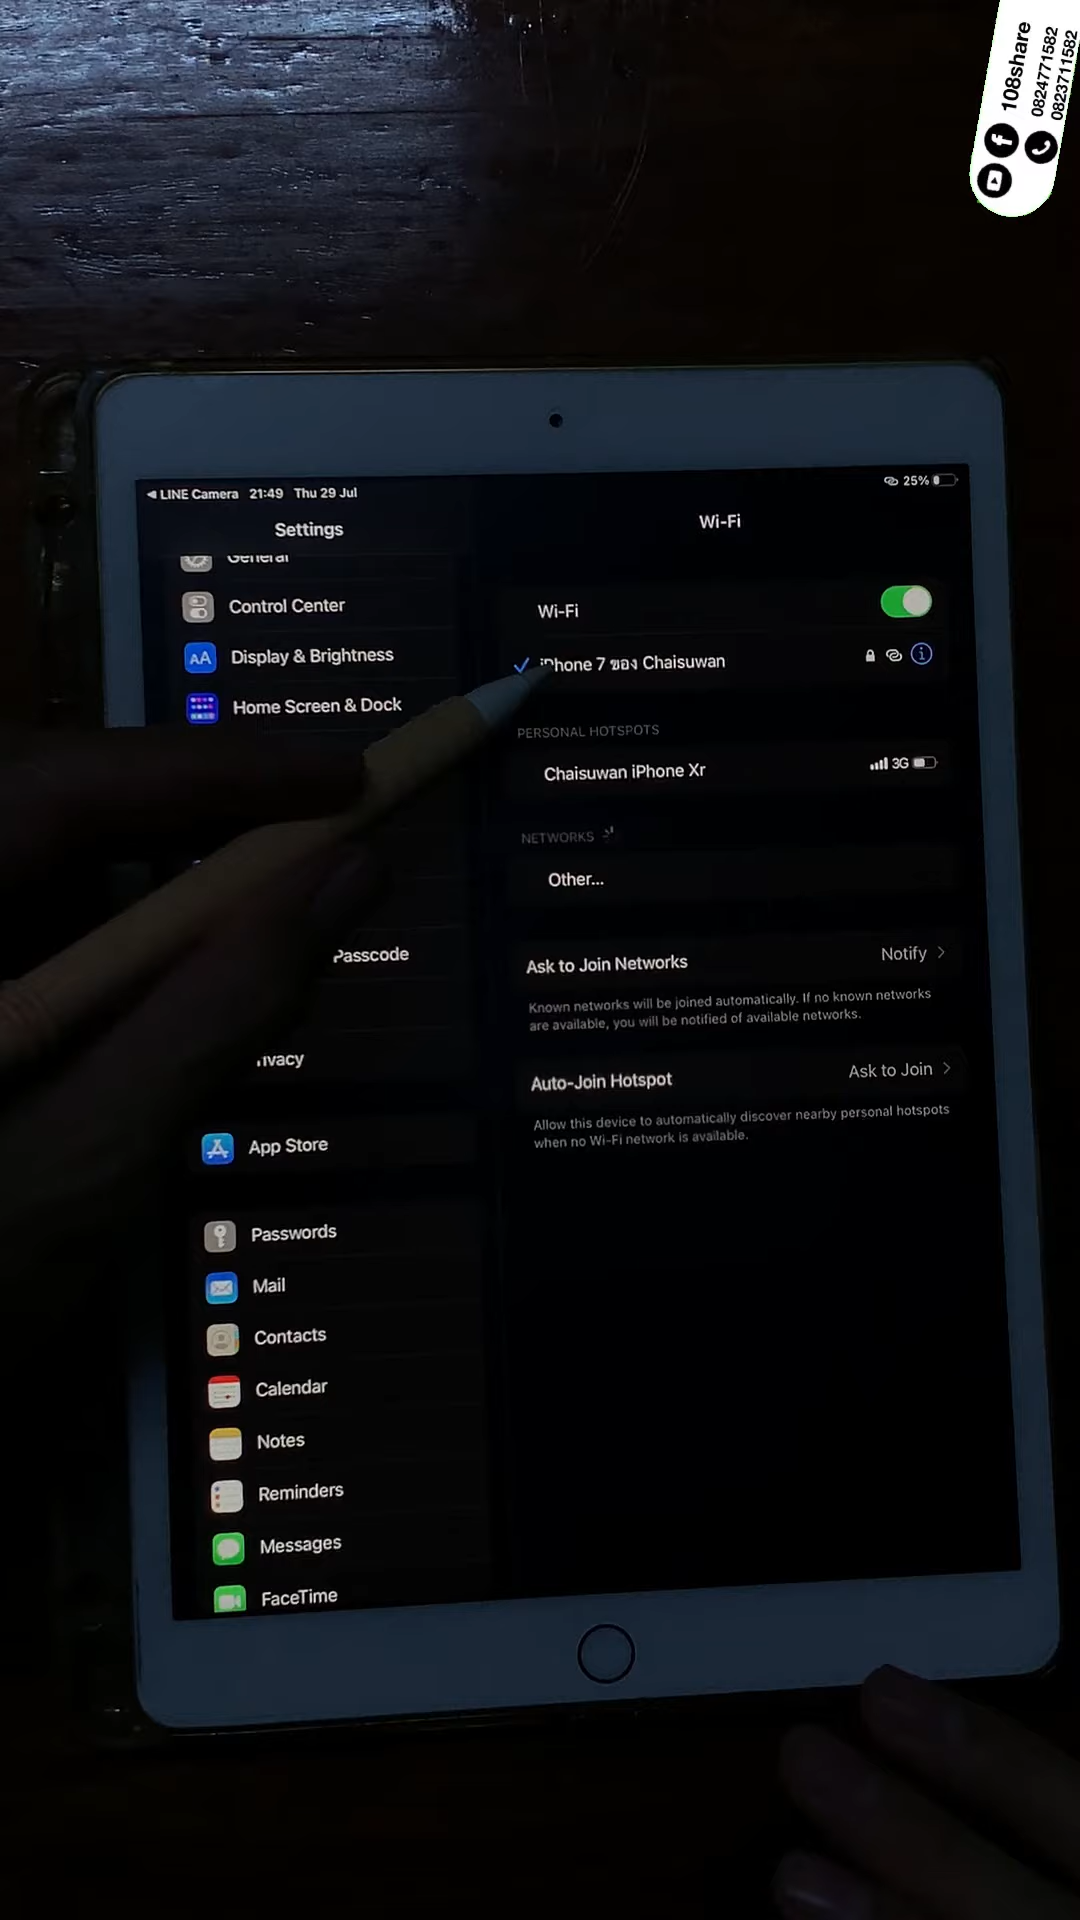 108share
0824771582
0823711582
LINE Camera 21:49 Thu 29 Jul
25%
Settings
Wi-Fi
General
Control Center
Display & Brightness
Home Screen & Dock
Passcode
App Store
Passwords
Mail
Contacts
Calendar
Notes
Reminders
Messages
FaceTime
Wi-Fi
iPhone 7 ของ Chaisuwan
PERSONAL HOTSPOTS
Chaisuwan iPhone Xr
3G
NETWORKS
Other...
Ask to Join Networks
Notify
Known networks will be joined automatically. If no known networks
are available, you will be notified of available networks.
Auto-Join Hotspot
Ask to Join
Allow this device to automatically discover nearby personal hotspots
when no Wi-Fi network is available.